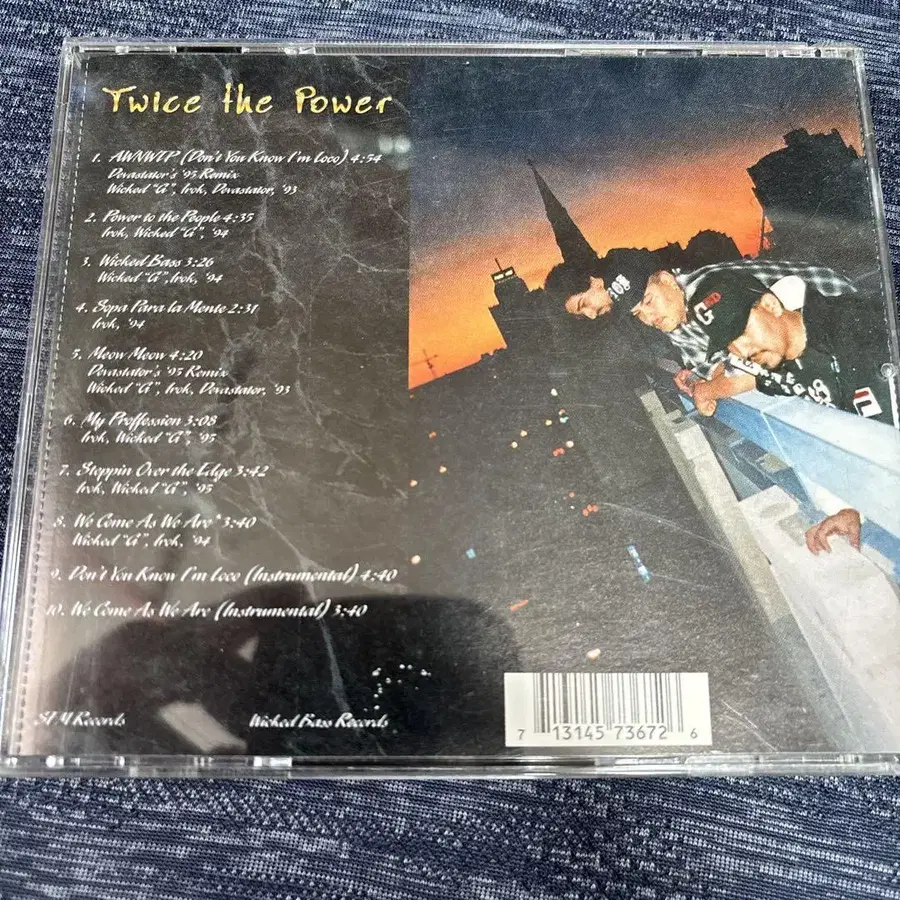 Twice the Power
1. AWNWTP (Don't You Know I'm Loco) 4:54
Devastator's '95 Remix
Wicked "G", Irok, Devastator, '93
2. Power to the People 4:35
Irok, Wicked "G", '94
3. Wicked Bass 3:26
Wicked "G", Irok, '94
4. Sopa Para la Mente 2:31
Irok, '94
5. Meow Meow 4:20
Devastator's '95 Remix
Wicked "G", Irok, Devastator, '93
6. My Proffession 3:08
Irok, Wicked "G", '95
7. Steppin Over the Edge 3:42
Irok, Wicked "G", '95
8. We Come As We Are* 3:40
Wicked "G", Irok, '94
9. Don't You Know I'm Loco (Instrumental) 4:40
10. We Come As We Are (Instrumental) 3:40
Records
Wicked Bass Records
7 13145 73672 6